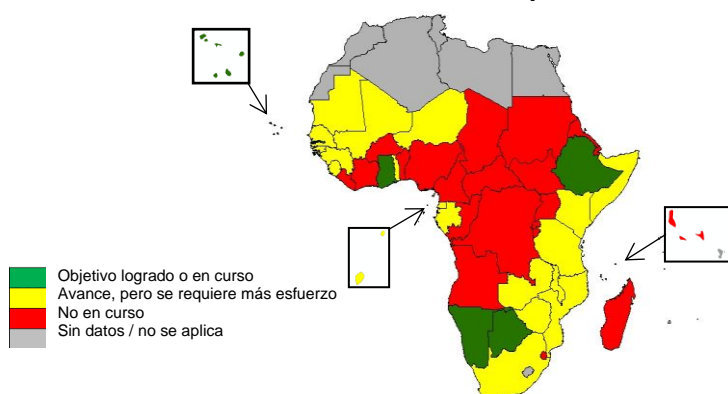 Objetivo logrado o en curso
Avance, pero se requiere más esfuerzo
No en curso
Sin datos / no se aplica